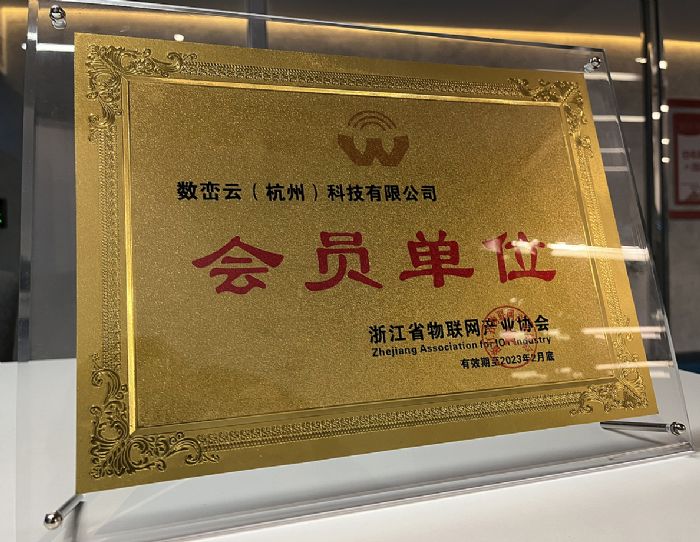 数峦云（杭州）科技有限公司
会员单位
浙江省物联网产业协会
Zhejiang Association for IOT Industry
有效期至2023年2月底